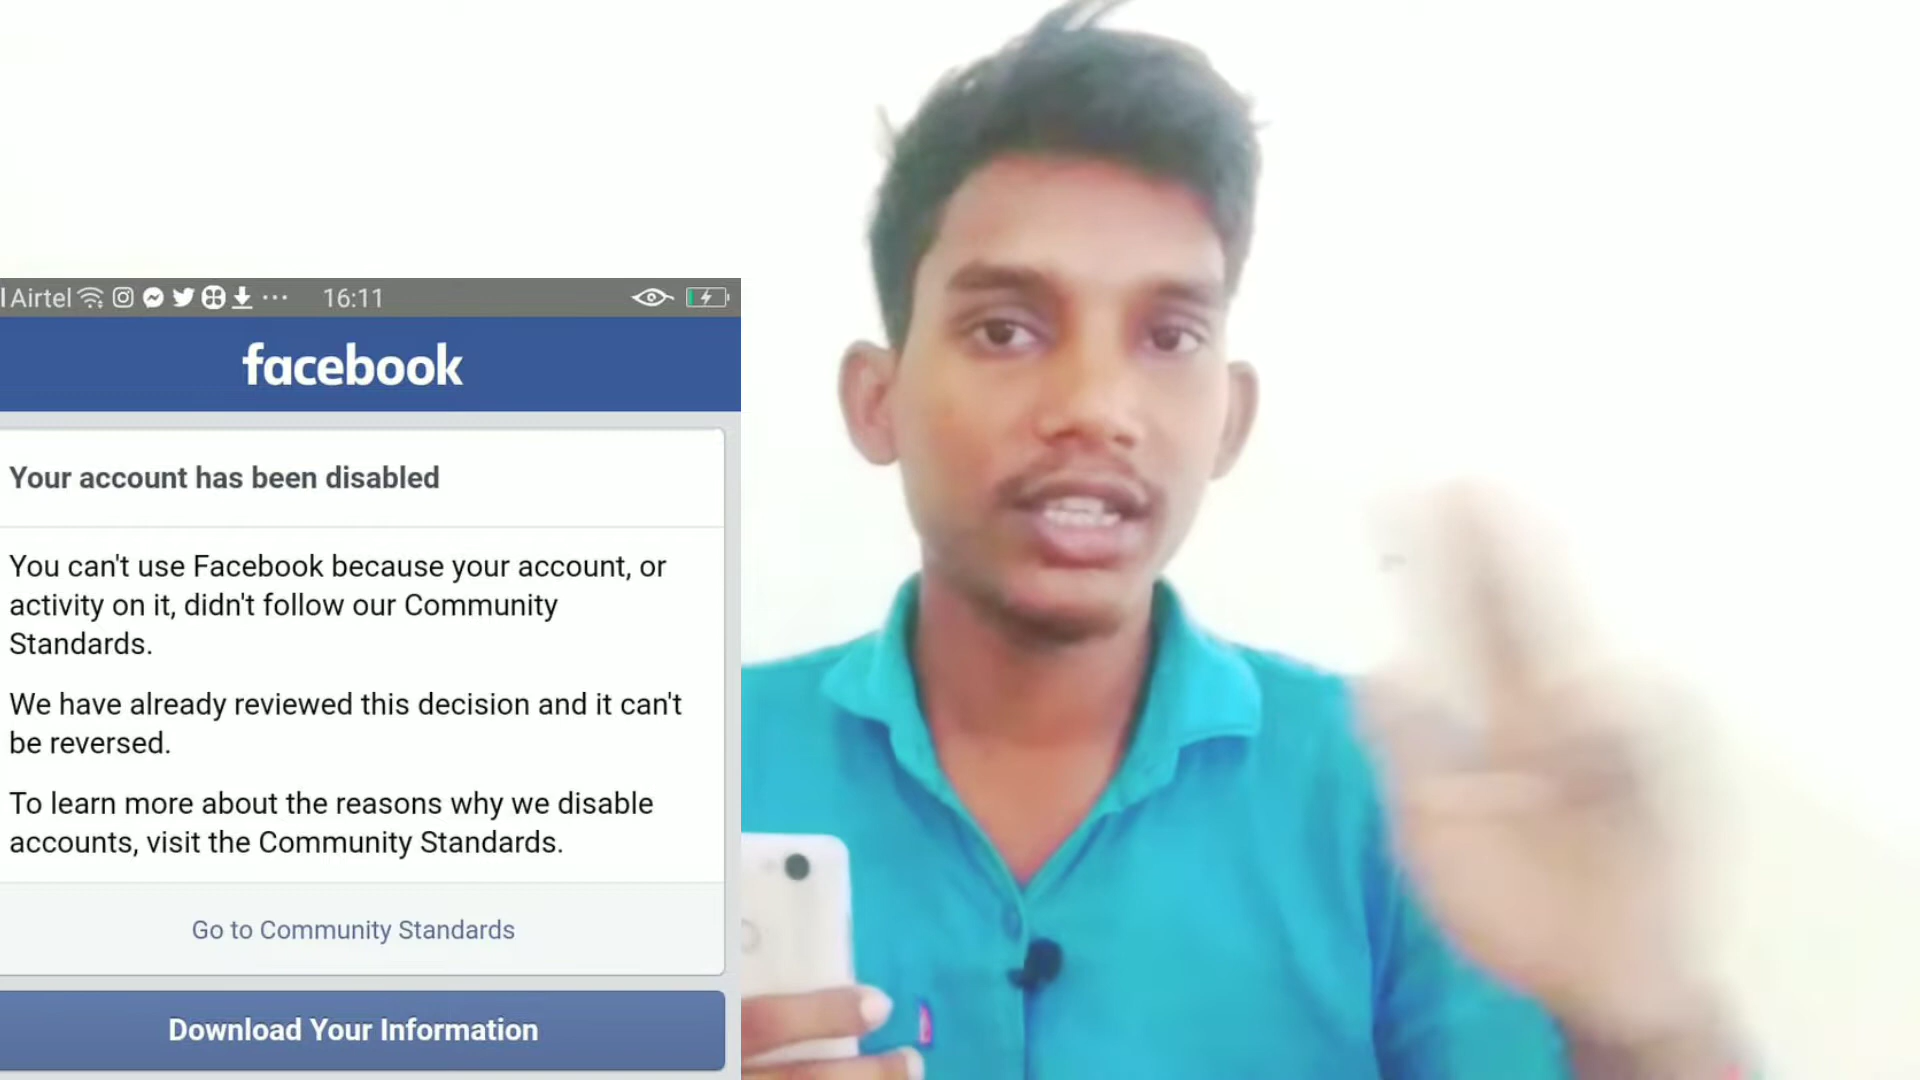 Airtel 16:11
facebook
Your account has been disabled
You can't use Facebook because your account, or
activity on it, didn't follow our Community
Standards.
We have already reviewed this decision and it can't
be reversed.
To learn more about the reasons why we disable
accounts, visit the Community Standards.
Go to Community Standards
Download Your Information